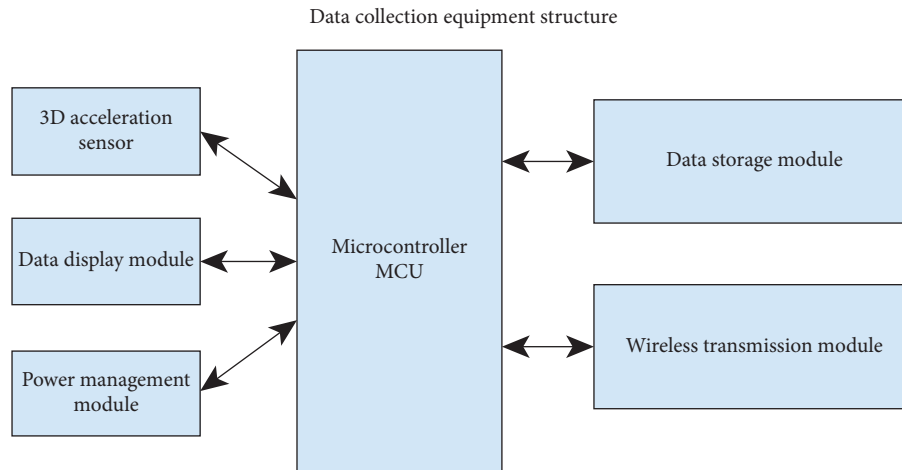 Data collection equipment structure
3D acceleration
sensor
Data display module
Power management
module
Microcontroller
MCU
Data storage module
Wireless transmission module